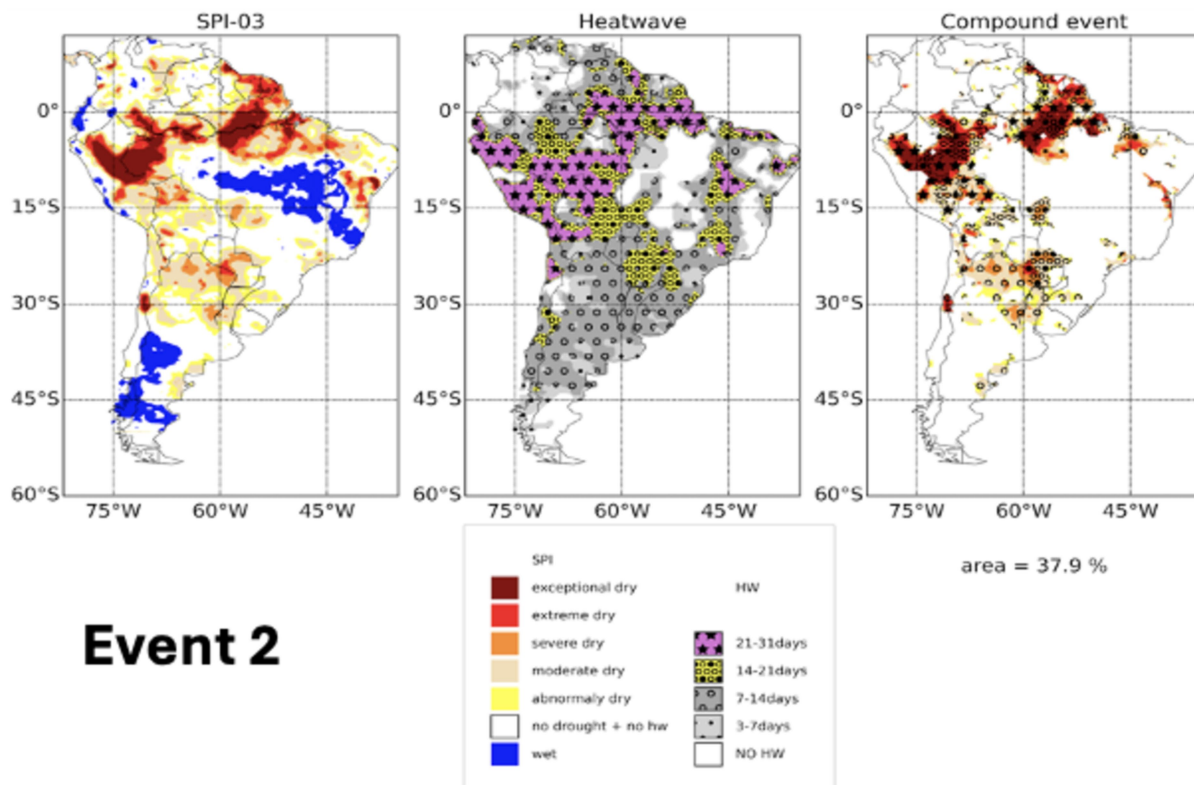 SPI-03
Heatwave
Compound event
0°
15°S
30°S
45°S
60°S
75°W 60°W 45°W
0°
15°S
30°S
45°S
60°S
75°W 60°W 45°W
0°
15°S
30°S
45°S
60°S
75°W 60°W 45°W
area = 37.9 %
Event 2
SPI
exceptional dry
extreme dry
severe dry
moderate dry
abnormaly dry
no drought + no hw
wet
HW
21-31days
14-21days
7-14days
3-7days
NO HW